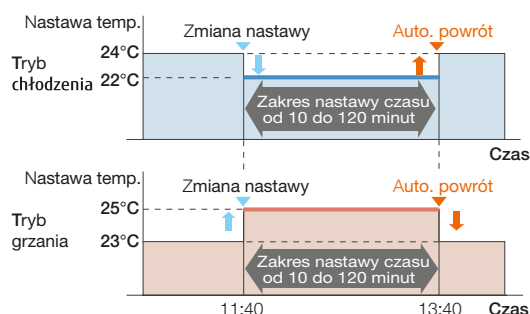 Nastawa temp.
Zmiana nastawy
Auto. powrót
24°C
Tryb
chłodzenia
22°C
Zakres nastawy czasu
od 10 do 120 minut
Czas
Nastawa temp.
Zmiana nastawy
Auto. powrót
25°C
Tryb
grzania
23°C
Zakres nastawy czasu
od 10 do 120 minut
11:40
13:40
Czas